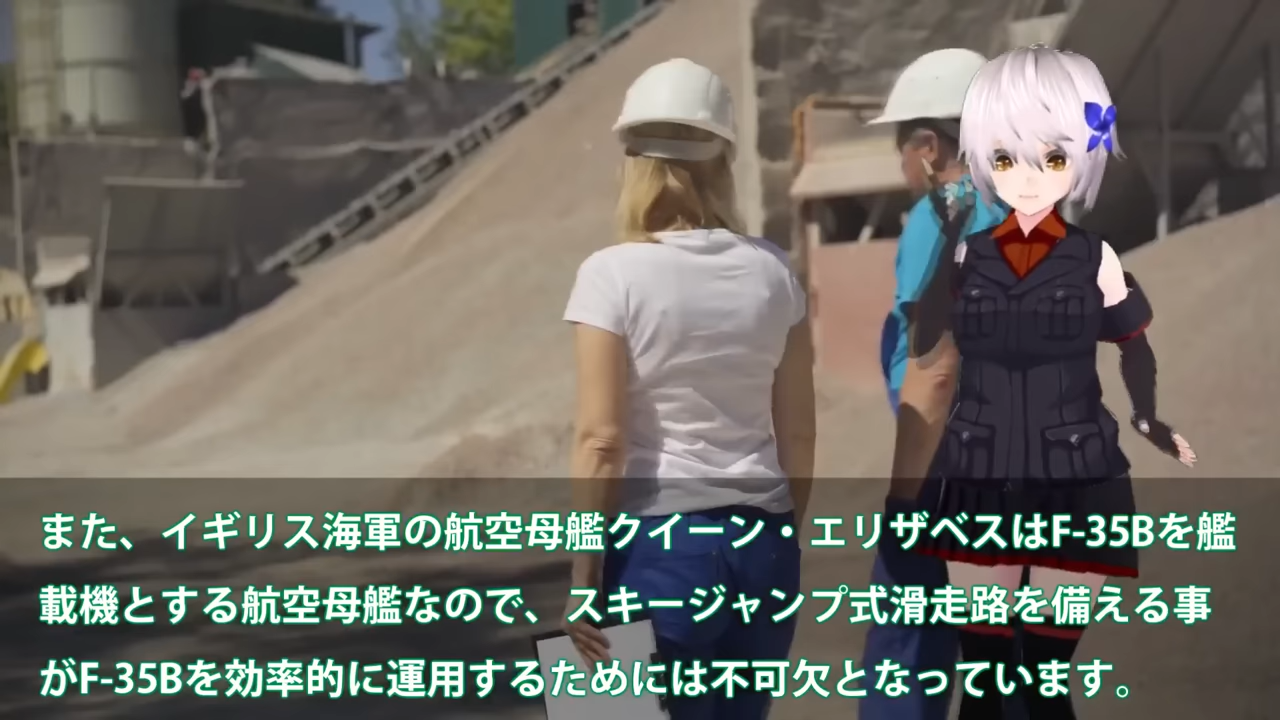 また、イギリス海軍の航空母艦クイーン・エリザベスはF-35Bを艦
載機とする航空母艦なので、スキージャンプ式滑走路を備える事
がF-35Bを効率的に運用するためには不可欠となっています。